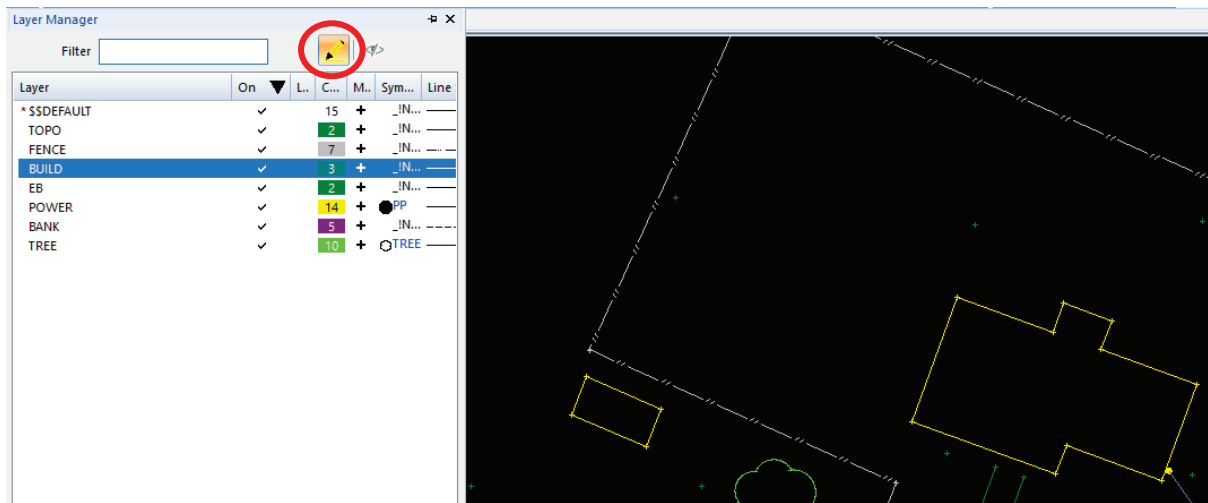 Layer Manager
Filter
Layer On L.. C... M.. Sym... Line
* $$DEFAULT 15 + _!N...
TOPO 2 + _!N...
FENCE 7 + _!N...
BUILD 3 + _!N...
EB 2 + _!N...
POWER 14 + PP
BANK 5 + _!N...
TREE 10 + TREE